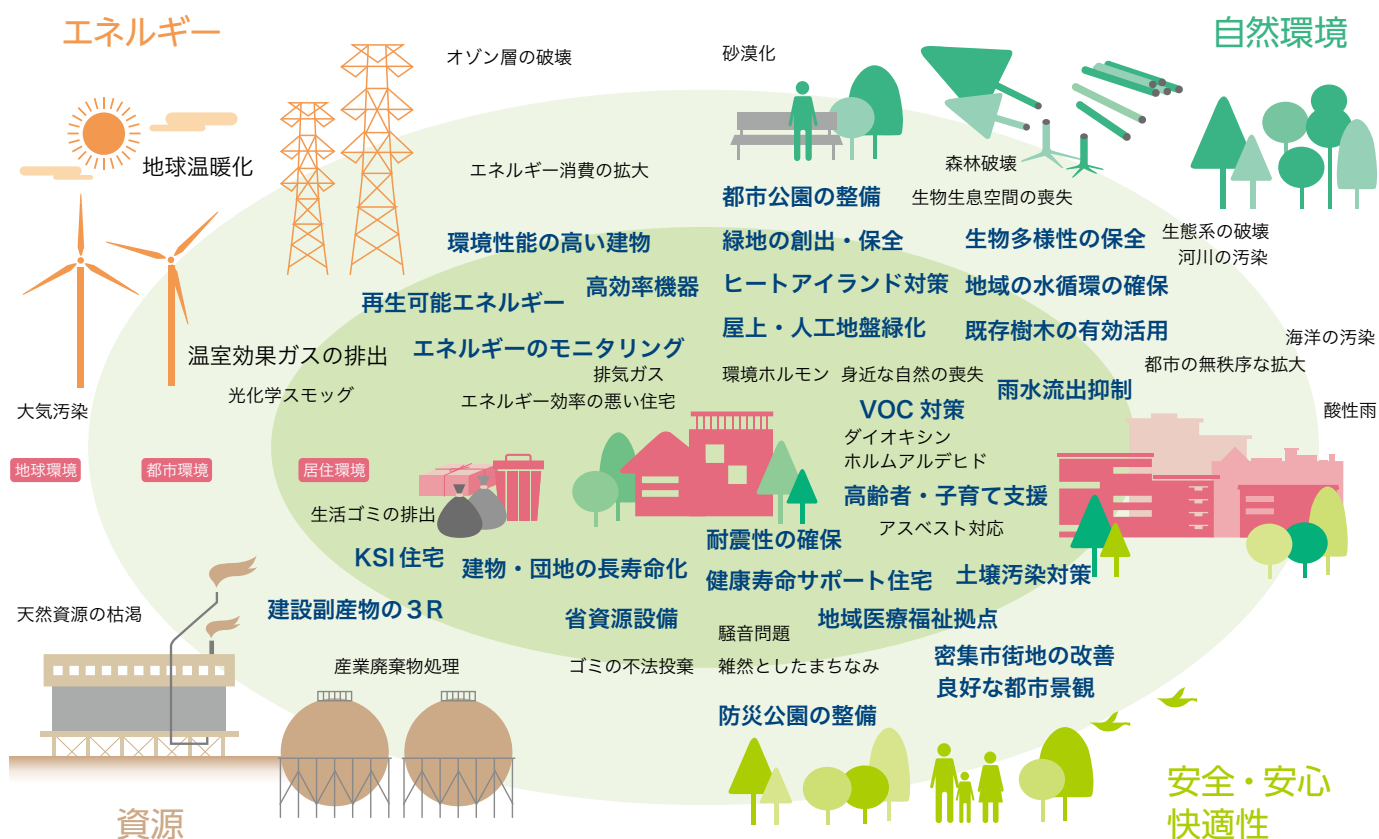 エネルギー
自然環境
オゾン層の破壊
砂漠化
地球温暖化
エネルギー消費の拡大
森林破壊
都市公園の整備
生物生息空間の喪失
環境性能の高い建物
緑地の創出・保全
生物多様性の保全
生態系の破壊
河川の汚染
高効率機器
ヒートアイランド対策
地域の水循環の確保
再生可能エネルギー
屋上・人工地盤緑化
既存樹木の有効活用
海洋の汚染
温室効果ガスの排出
エネルギーのモニタリング
都市の無秩序な拡大
排気ガス
環境ホルモン
身近な自然の喪失
光化学スモッグ
エネルギー効率の悪い住宅
雨水流出抑制
大気汚染
VOC 対策
酸性雨
ダイオキシン
ホルムアルデヒド
地球環境
都市環境
居住環境
高齢者・子育て支援
生活ゴミの排出
アスベスト対応
耐震性の確保
KSI 住宅
建物・団地の長寿命化
健康寿命サポート住宅
土壌汚染対策
天然資源の枯渇
建設副産物の3R
省資源設備
地域医療福祉拠点
騒音問題
産業廃棄物処理
ゴミの不法投棄
雑然としたまちなみ
密集市街地の改善
良好な都市景観
防災公園の整備
資源
安全・安心
快適性